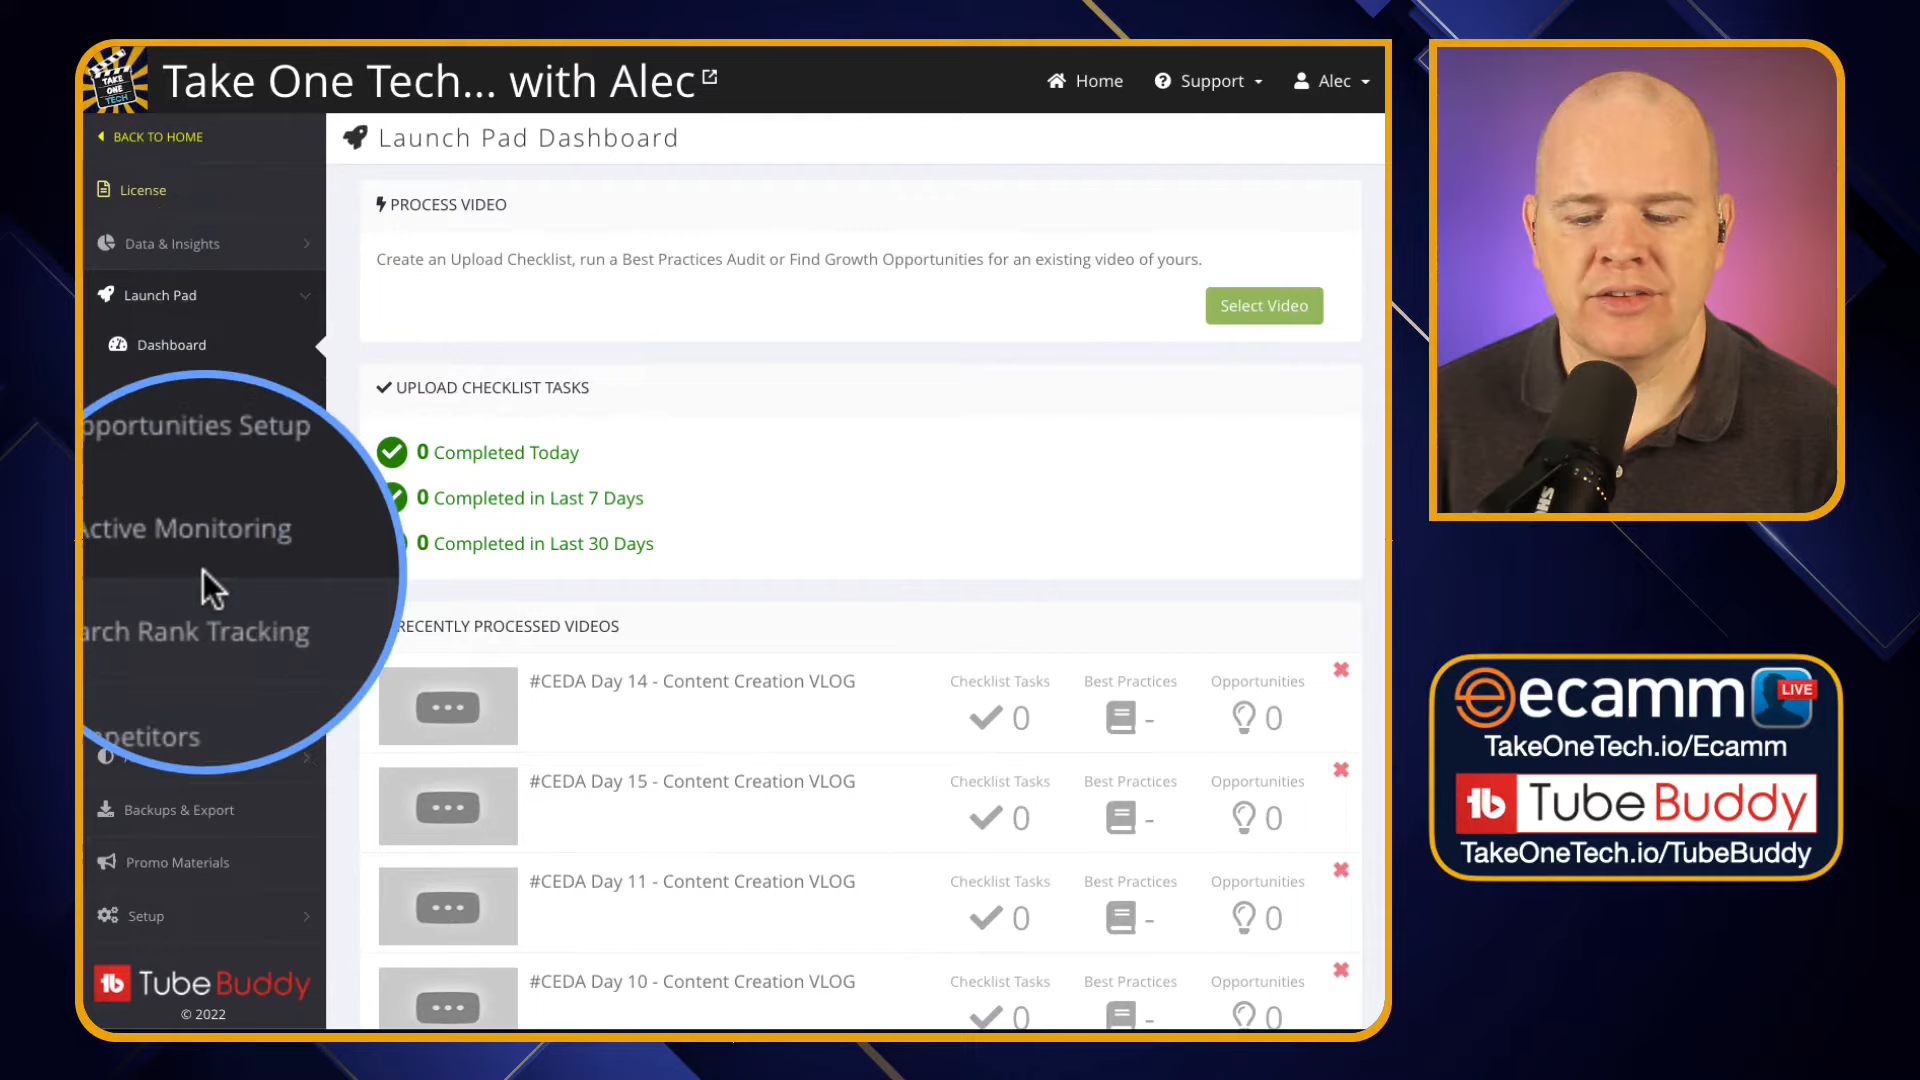 TAKE
ONE
TECH
Take One Tech... with Alec
Home
Support
Alec
BACK TO HOME
License
Data & Insights
Launch Pad
Dashboard
pportunities Setup
Active Monitoring
arch Rank Tracking
petitors
Backups & Export
Promo Materials
Setup
TubeBuddy
© 2022
Launch Pad Dashboard
PROCESS VIDEO
Create an Upload Checklist, run a Best Practices Audit or Find Growth Opportunities for an existing video of yours.
Select Video
UPLOAD CHECKLIST TASKS
0 Completed Today
0 Completed in Last 7 Days
0 Completed in Last 30 Days
RECENTLY PROCESSED VIDEOS
#CEDA Day 14 - Content Creation VLOG
Checklist Tasks
0
Best Practices
-
Opportunities
0
#CEDA Day 15 - Content Creation VLOG
Checklist Tasks
0
Best Practices
-
Opportunities
0
#CEDA Day 11 - Content Creation VLOG
Checklist Tasks
0
Best Practices
-
Opportunities
0
#CEDA Day 10 - Content Creation VLOG
Checklist Tasks
0
Best Practices
Opportunities
0
SH
ecamm
LIVE
TakeOneTech.io/Ecamm
tb TubeBuddy
TakeOneTech.io/TubeBuddy